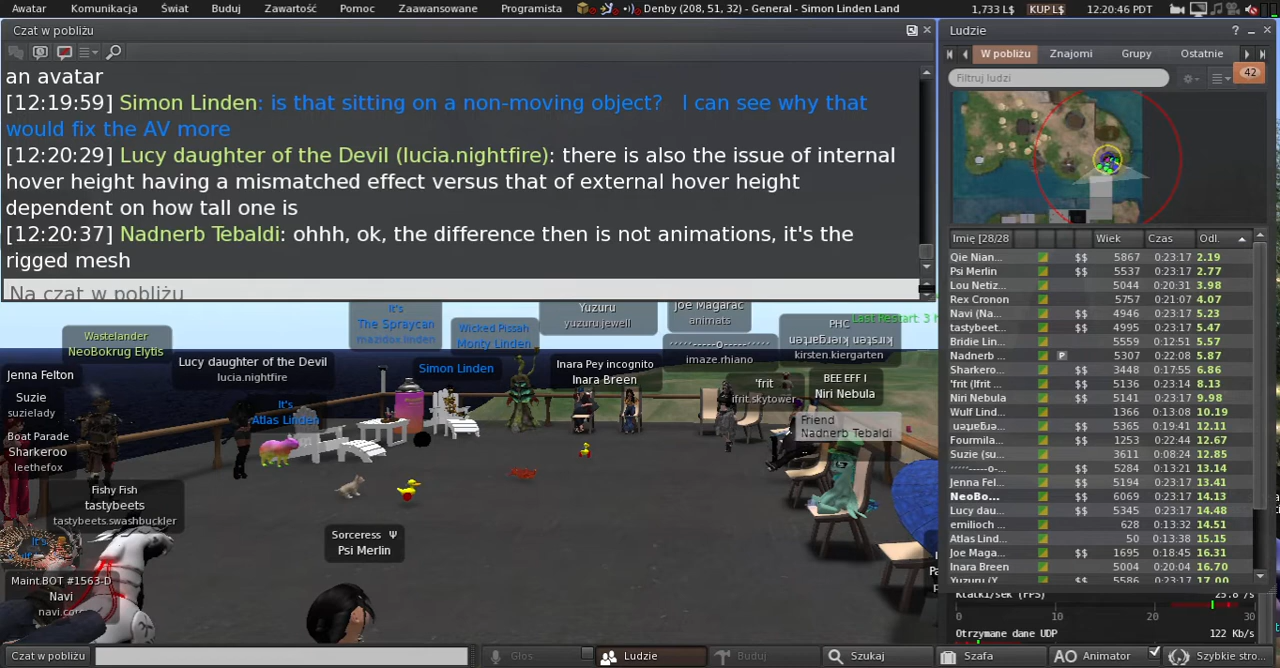 Avatar Komunikacja Świat Buduj Zawartość Pomoc Zaawansowane Programista Denby (208, 51, 32) - General - Simon Linden Land 1,733 L$ KUP L$ 12:20:46 PDT
Czat w pobliżu
an avatar
[12:19:59] Simon Linden: is that sitting on a non-moving object? I can see why that
would fix the AV more
[12:20:29] Lucy daughter of the Devil (lucia.nightfire): there is also the issue of internal
hover height having a mismatched effect versus that of external hover height
dependent on how tall one is
[12:20:37] Nadnerb Tebaldi: ohhh, ok, the difference then is not animations, it's the
rigged mesh
Na czat w pobliżu
Ludzie
W pobliżu Znajomi Grupy Ostatnie
Filtruj ludzi
42
Imię [28/28 Wiek Czas Odl.
Qie Nian... $$ 5867 0:23:17 2.19
Psi Merlin $$ 5537 0:23:17 2.77
Lou Netiz... 5044 0:20:31 3.98
Rex Cronon 5757 0:21:07 4.07
Navi (Na... $$ 4946 0:23:17 5.23
tastybeet... $$ 4995 0:23:17 5.47
Bridie Lin... 5559 0:12:51 5.57
Nadnerb ... P 5307 0:22:08 5.87
Sharkero... $$ 3448 0:17:55 6.86
'frit (Ifrit ... $$ 5136 0:23:14 8.13
Niri Nebula $$ 5141 0:23:17 9.98
Wulf Lind... 1366 0:13:08 10.19
$$ 5365 0:19:41 12.11
Fourmila... $$ 1253 0:22:44 12.67
Suzie (su... 3611 0:08:24 12.85
-o-... $$ 5284 0:13:21 13.14
Jenna Fel... $$ 5194 0:23:17 13.41
NeoBo... $$ 6069 0:23:17 14.13
Lucy dau... $$ 5345 0:23:17 14.48
emilioch ... 628 0:13:32 14.51
Atlas Lind... 50 0:13:38 15.15
Joe Maga... $$ 1695 0:18:45 16.31
Inara Breen 5004 0:20:04 16.70
Yuzuru (Y... $$ 5586 0:23:17 17.00
Klatki/sek (FPS) 25.8 /s
0 10 20 30
Otrzymane dane UDP 122 Kb/s
It's
The Spraycan
mazidox.linden
Yuzuru
yuzuru.jewell
Joe Magarac
animats
Last Restart: 3 h
Wastelander
NeoBokrug Elytis
Wicked Pissah
Monty Linden
imaze.rhiano
PHC
kirsten.kiergarten
Lucy daughter of the Devil
lucia.nightfire
Simon Linden
Inara Pey incognito
Inara Breen
Jenna Felton
'frit
ifrit.skytower
BEE EFF I
Niri Nebula
Suzie
suzielady
It's
Atlas Linden
Friend
Nadnerb Tebaldi
Boat Parade
Sharkeroo
leethefox
Fishy Fish
tastybeets
tastybeets.swashbuckler
Sorceress Ψ
Psi Merlin
It's
Maint.BOT #1563-D
Navi
Czat w pobliżu Głos Ludzie Buduj Szukaj Szafa AO Animator Szybkie stro...